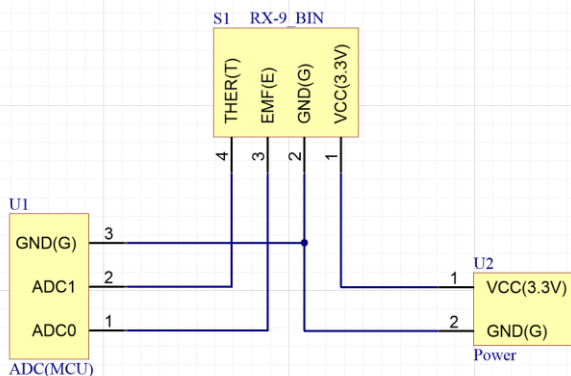 S1 RX-9_BIN
THER(T)
EMF(E)
GND(G)
VCC(3.3V)
4
3
2
1
U1
GND(G) 3
ADC1 2
ADC0 1
ADC(MCU)
U2
1 VCC(3.3V)
2 GND(G)
Power